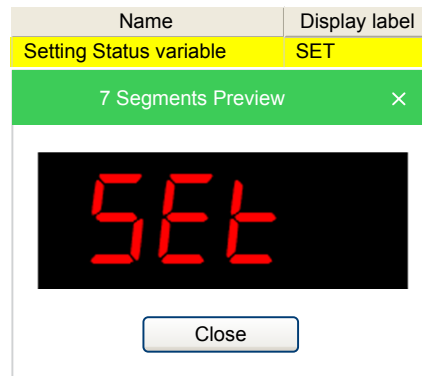 Name Display label
Setting Status variable SET
7 Segments Preview ×
SEt
Close